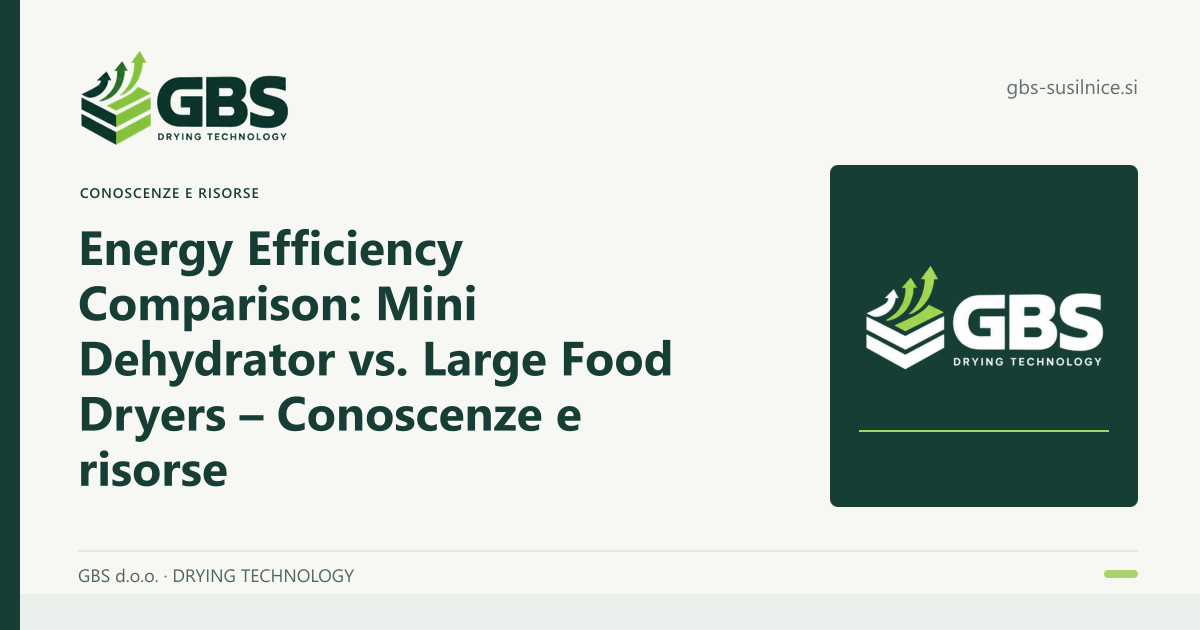 GBS
DRYING TECHNOLOGY
gbs-susilnice.si
CONOSCENZE E RISORSE
Energy Efficiency
Comparison: Mini
Dehydrator vs. Large Food
Dryers – Conoscenze e
risorse
GBS
DRYING TECHNOLOGY
GBS d.o.o. · DRYING TECHNOLOGY